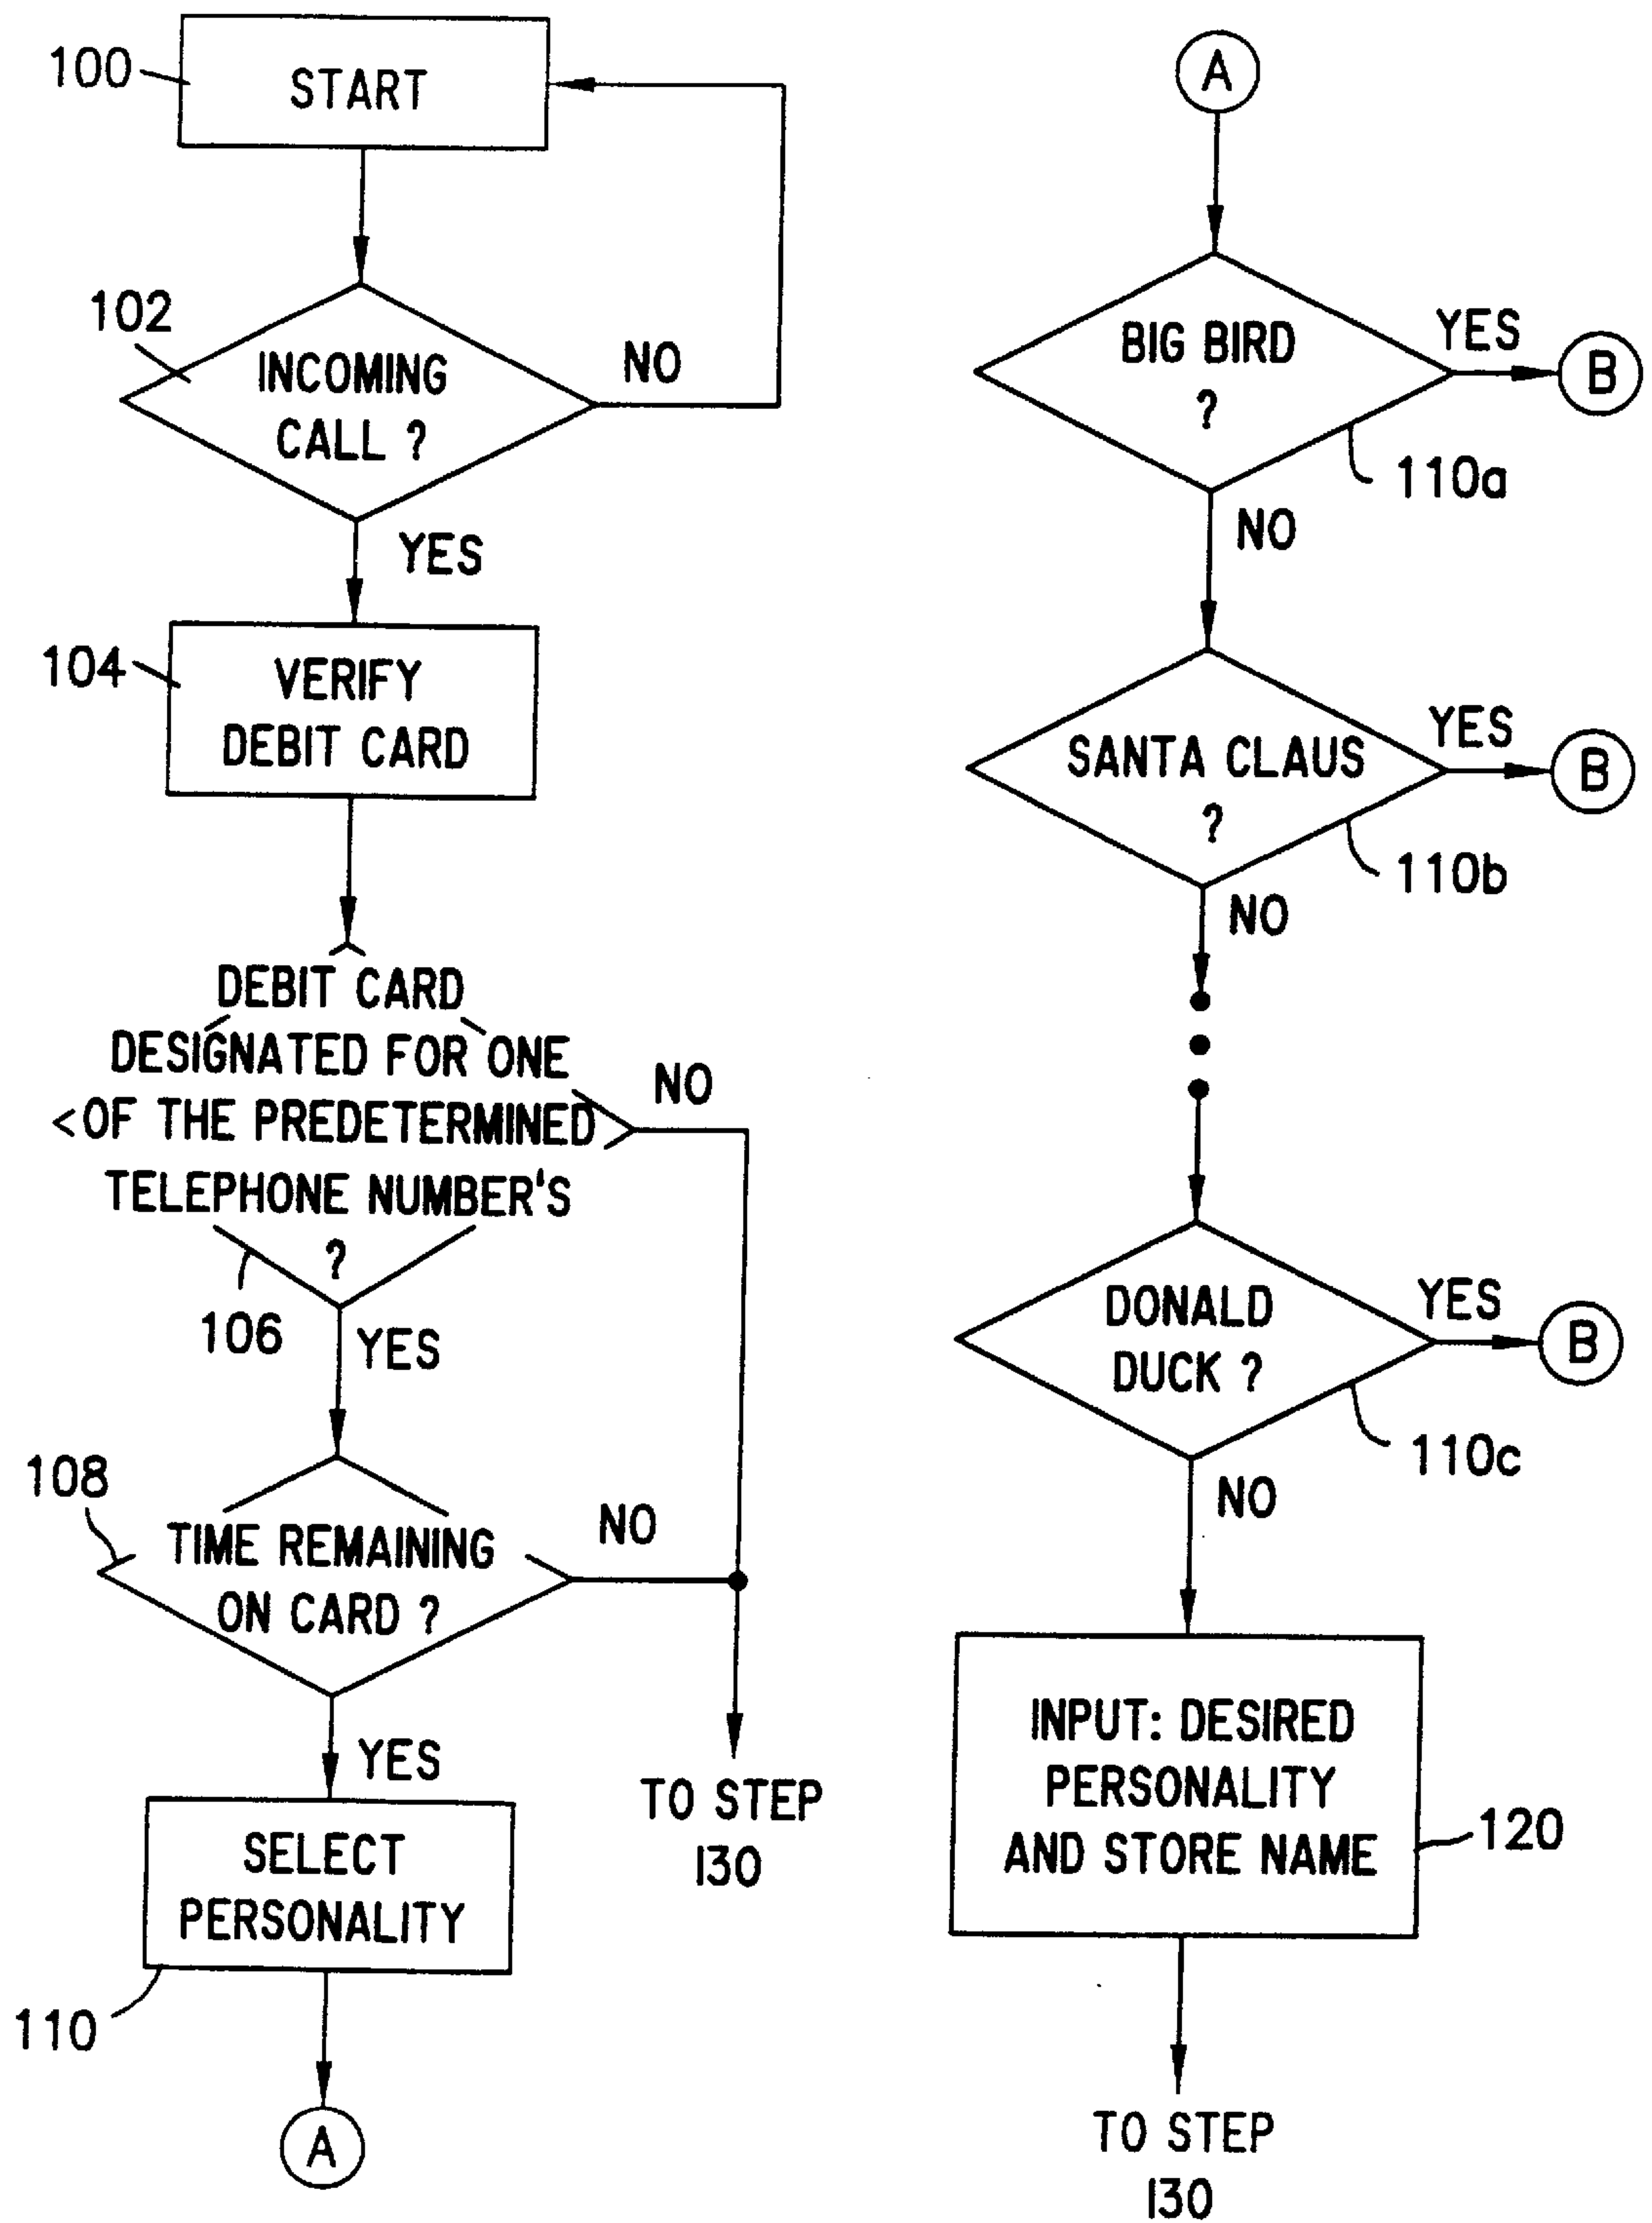 100
START
102
INCOMING
CALL ?
NO
YES
104
VERIFY
DEBIT CARD
DEBIT CARD
DESIGNATED FOR ONE
OF THE PREDETERMINED
TELEPHONE NUMBER'S
?
NO
106
YES
108
TIME REMAINING
ON CARD ?
NO
YES
TO STEP
130
SELECT
PERSONALITY
110
A
A
BIG BIRD
?
YES
B
110a
NO
SANTA CLAUS
?
YES
B
110b
NO
DONALD
DUCK ?
YES
B
110c
NO
INPUT: DESIRED
PERSONALITY
AND STORE NAME
120
TO STEP
130